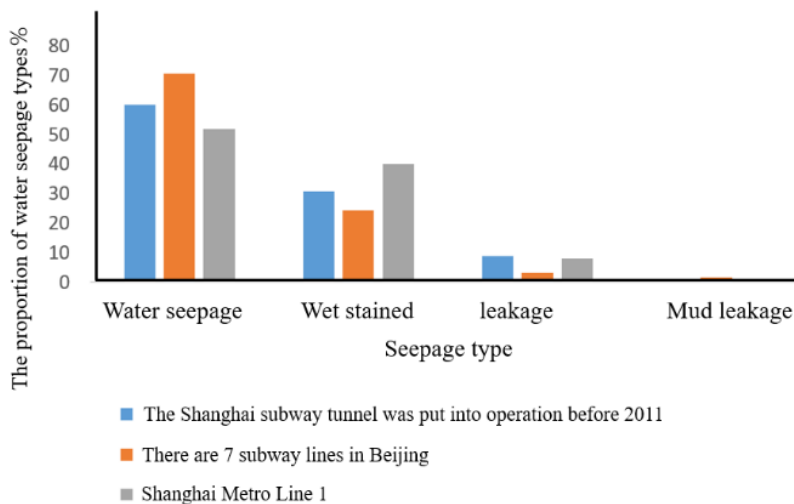 The proportion of water seepage types%
80
70
60
50
40
30
20
10
0
Water seepage Wet stained leakage Mud leakage
Seepage type
The Shanghai subway tunnel was put into operation before 2011
There are 7 subway lines in Beijing
Shanghai Metro Line 1